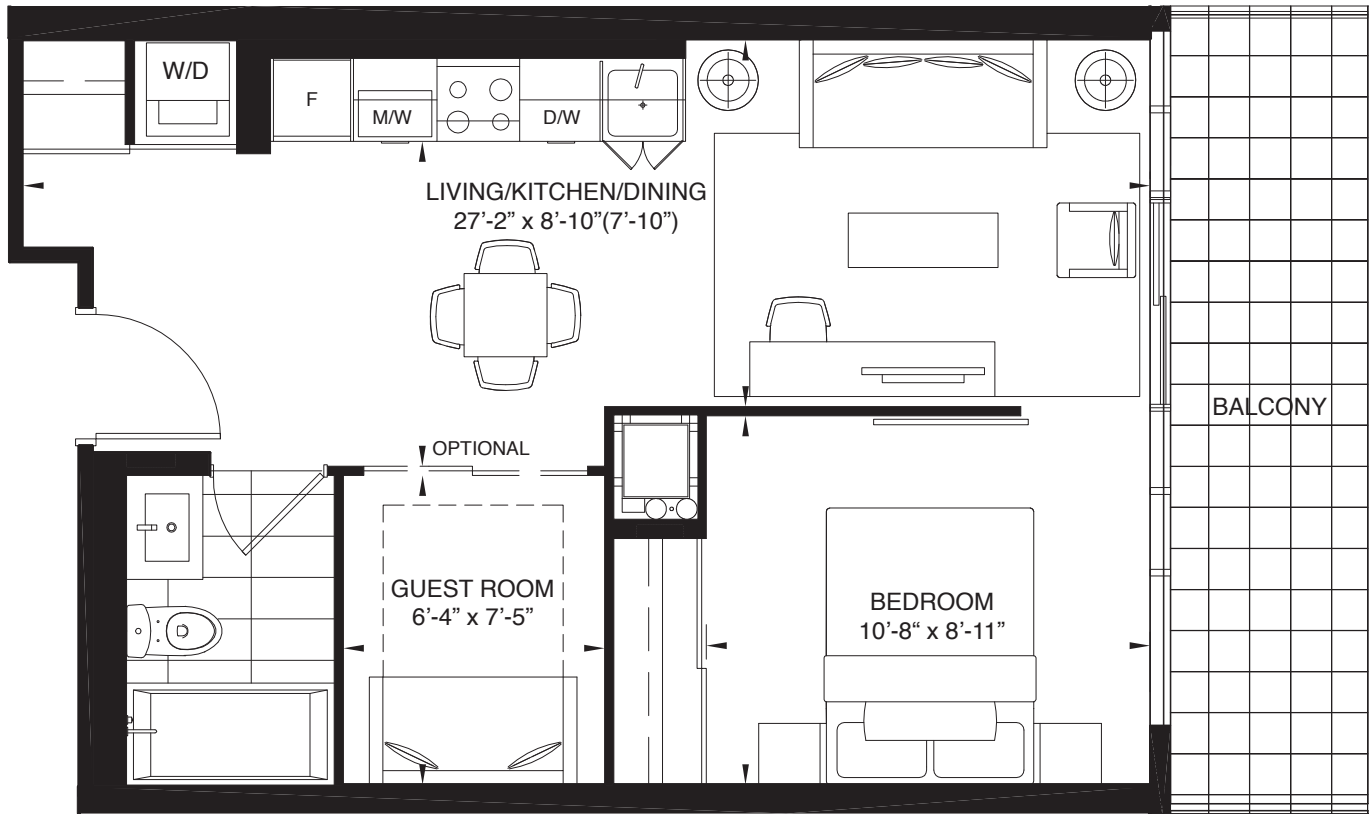 W/D
F
M/W
D/W
LIVING/KITCHEN/DINING
27’-2” x 8’-10”(7’-10”)
BALCONY
OPTIONAL
GUEST ROOM
6’-4” x 7’-5”
BEDROOM
10’-8“ x 8’-11”